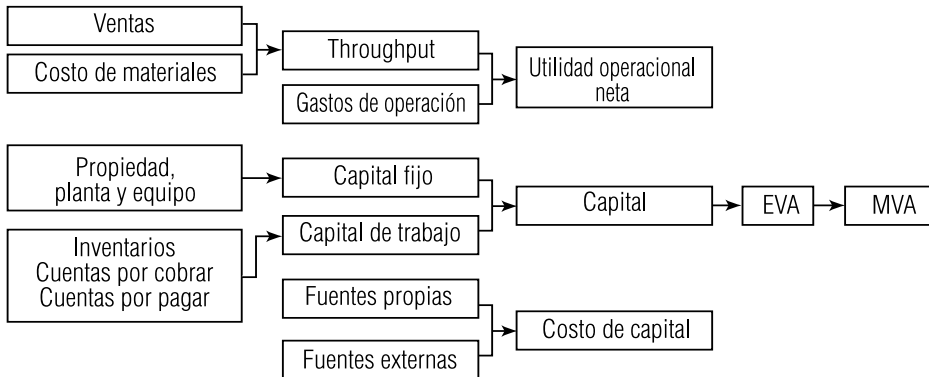 Ventas
Costo de materiales
Throughput
Gastos de operación
Utilidad operacional
neta
Propiedad,
planta y equipo
Capital fijo
Capital de trabajo
Inventarios
Cuentas por cobrar
Cuentas por pagar
Capital
EVA
MVA
Fuentes propias
Fuentes externas
Costo de capital